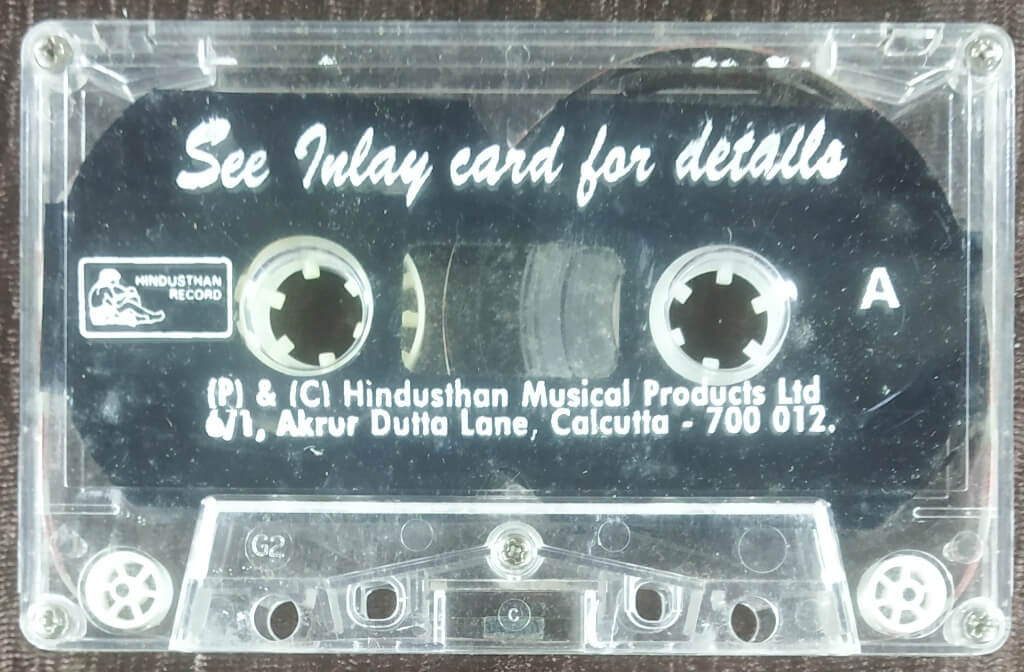 See Inlay card for details
HINDUSTHAN
RECORD
A
(P) & (C) Hindusthan Musical Products Ltd
6/1, Akrur Dutta Lane, Calcutta - 700 012.
G2
C